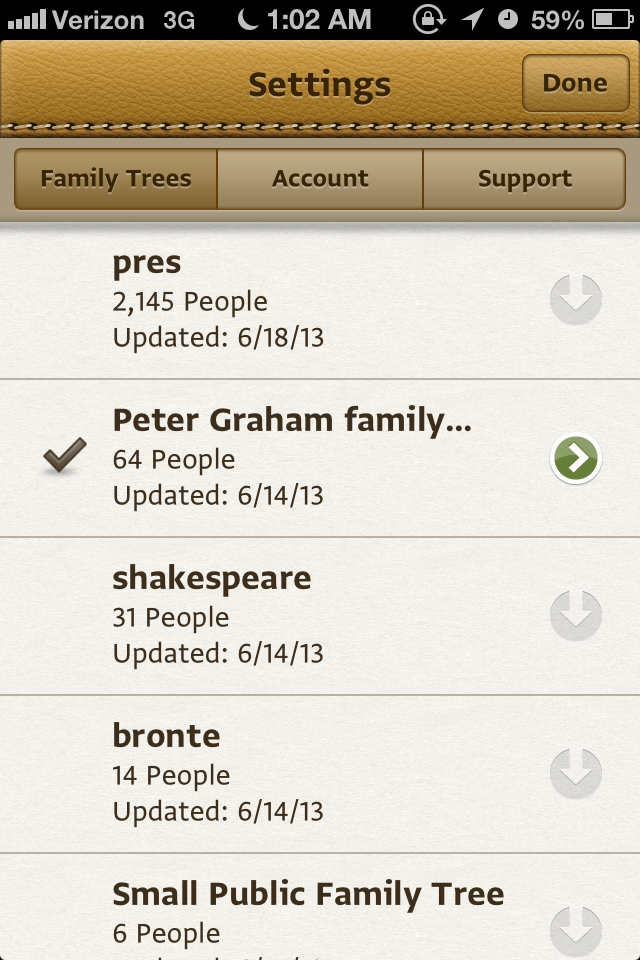 Verizon 3G 1:02 AM 59%
Settings Done
Family Trees Account Support
pres
2,145 People
Updated: 6/18/13
Peter Graham family...
64 People
Updated: 6/14/13
shakespeare
31 People
Updated: 6/14/13
bronte
14 People
Updated: 6/14/13
Small Public Family Tree
6 People